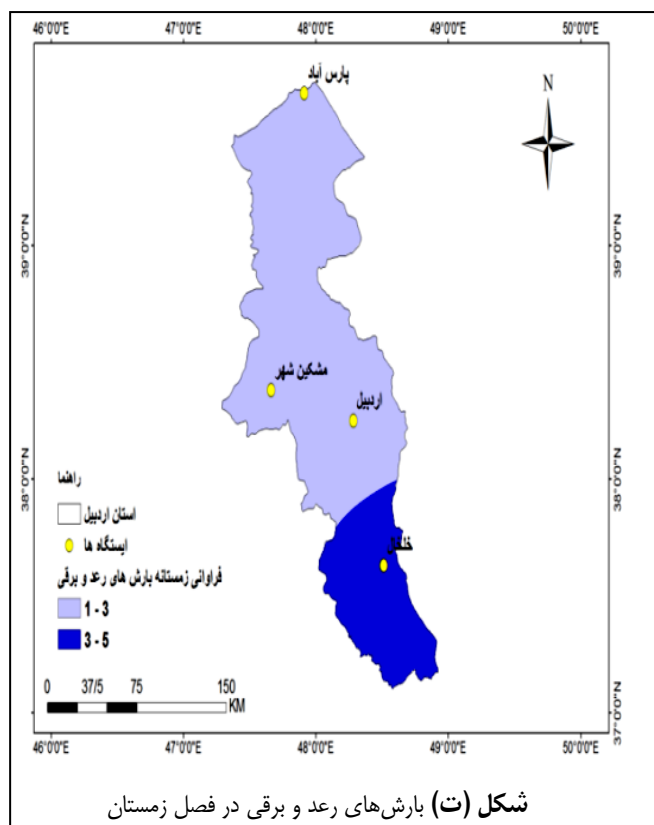 46°0'0"E 47°0'0"E 48°0'0"E 49°0'0"E 50°0'0"E
پارس آباد
N
39°0'0"N 39°0'0"N
مشکین شهر
اردبیل
38°0'0"N 38°0'0"N
راهنما
استان اردبیل
ایستگاه ها
خلخال
فراوانی زمستانه بارش های رعد و برقی
1 - 3
3 - 5
0 37/5 75 150
KM
37°0'0"N 37°0'0"N
46°0'0"E 47°0'0"E 48°0'0"E 49°0'0"E 50°0'0"E
شکل (ت) بارش‌های رعد و برقی در فصل زمستان